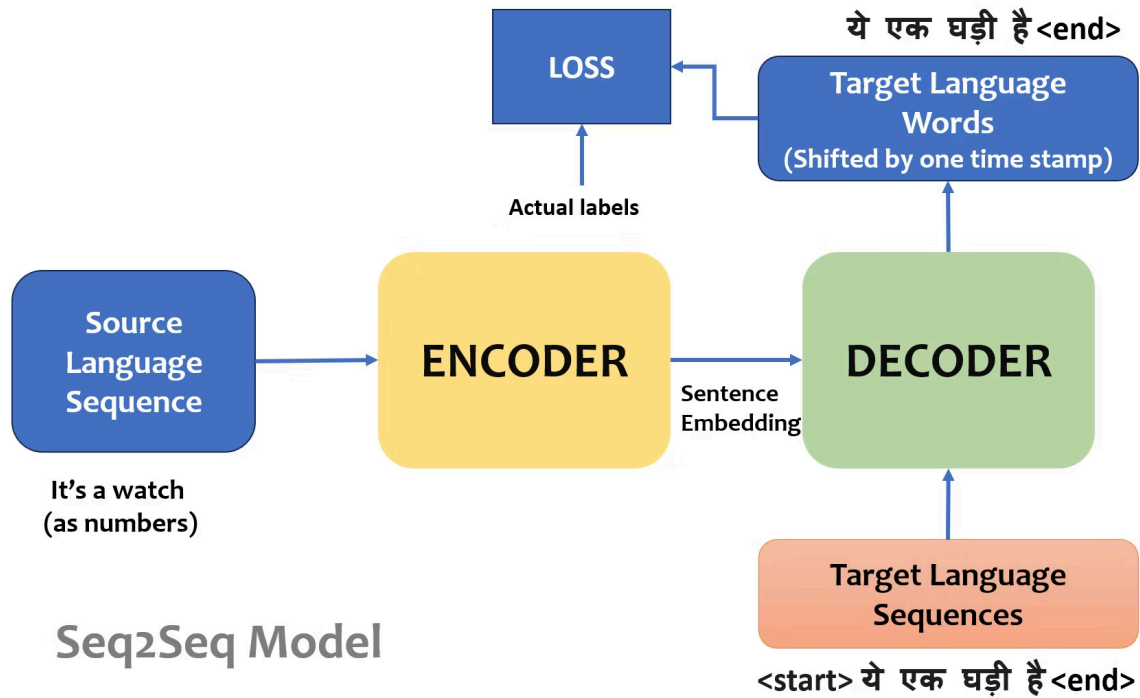 ये एक घड़ी है <end>
LOSS
Target Language
Words
(Shifted by one time stamp)
Actual labels
Source
Language
Sequence
ENCODER
DECODER
Sentence
Embedding
It's a watch
(as numbers)
Target Language
Sequences
Seq2Seq Model
<start> ये एक घड़ी है <end>